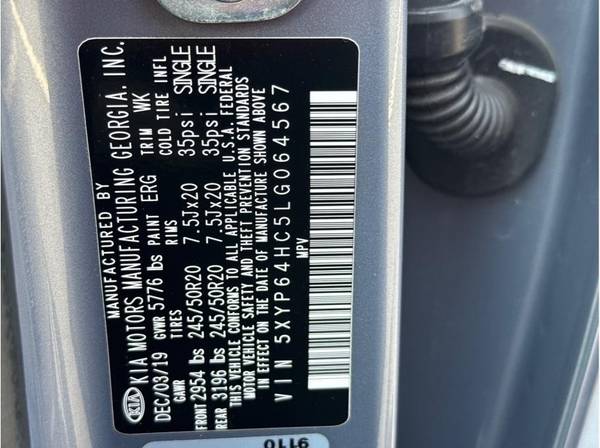 MANUFACTURED BY
KIA KIA MOTORS MANUFACTURING GEORGIA, INC.
DEC/03/19 PAINT ERG TRIM WK
GVWR 5776 lbs
GAWR TIRES RIMS COLD TIRE INFL
FRONT 2954 lbs 245/50R20 7.5Jx20 35psi SINGLE
REAR 3196 lbs 245/50R20 7.5Jx20 35psi SINGLE
THIS VEHICLE CONFORMS TO ALL APPLICABLE U.S.A. FEDERAL
MOTOR VEHICLE SAFETY AND THEFT PREVENTION STANDARDS
IN EFFECT ON THE DATE OF MANUFACTURE SHOWN ABOVE
VIN 5XYP64HC5LG064567
MPV
9110